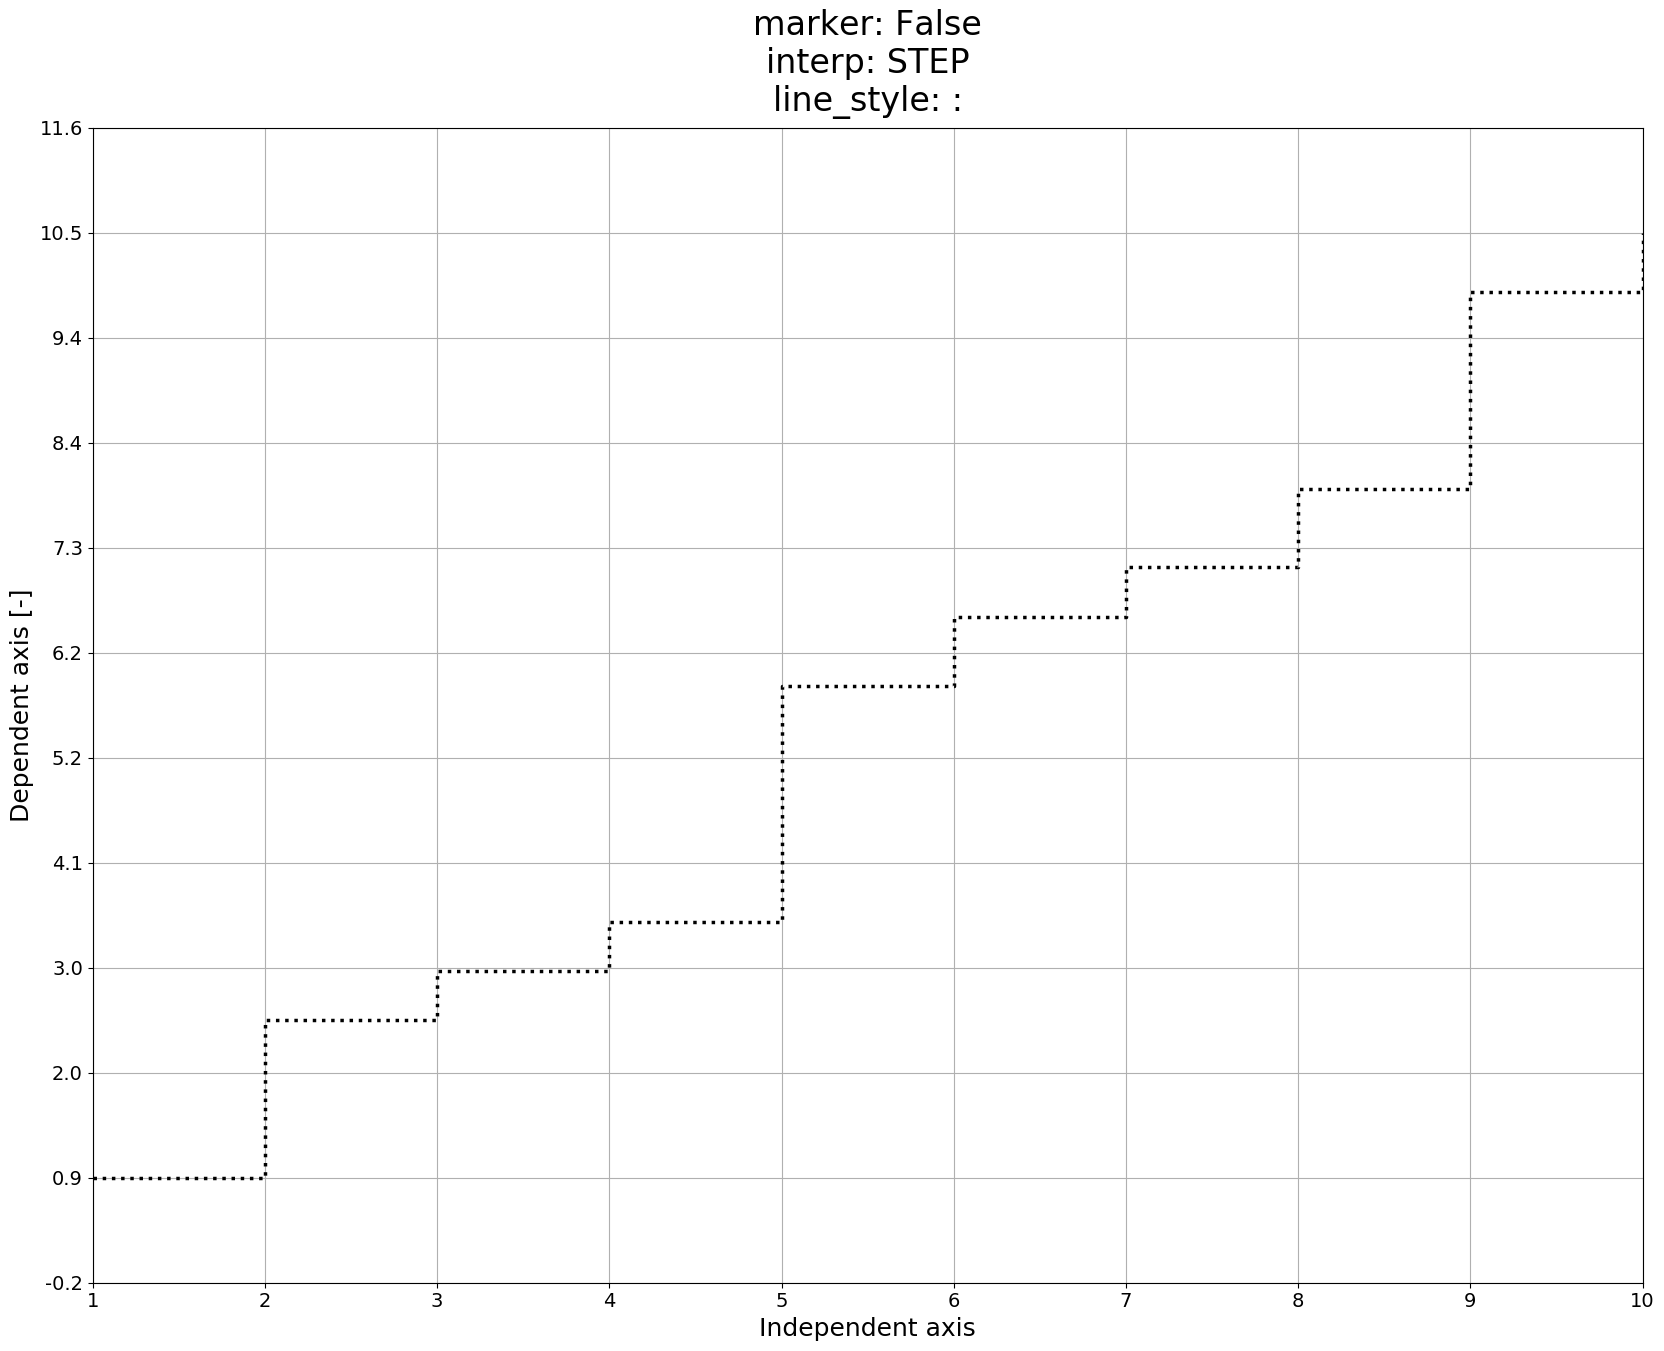 marker: False
interp: STEP
line_style: :
11.6
10.5
9.4
8.4
7.3
6.2
5.2
4.1
3.0
2.0
0.9
-0.2
Dependent axis [-]
1 2 3 4 5 6 7 8 9 10
Independent axis